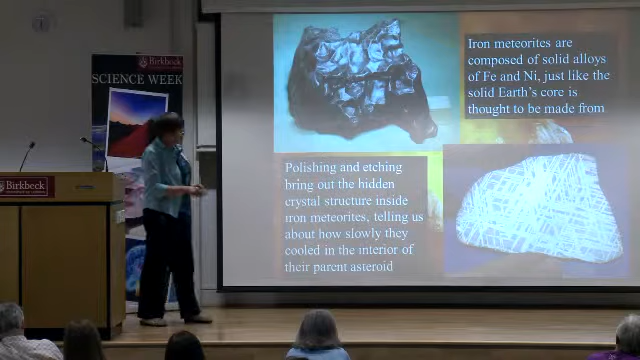 Birkbeck
SCIENCE WEEK
Birkbeck
Iron meteorites are
composed of solid alloys
of Fe and Ni, just like the
solid Earth's core is
thought to be made from
Polishing and etching
bring out the hidden
crystal structure inside
iron meteorites, telling us
about how slowly they
cooled in the interior of
their parent asteroid